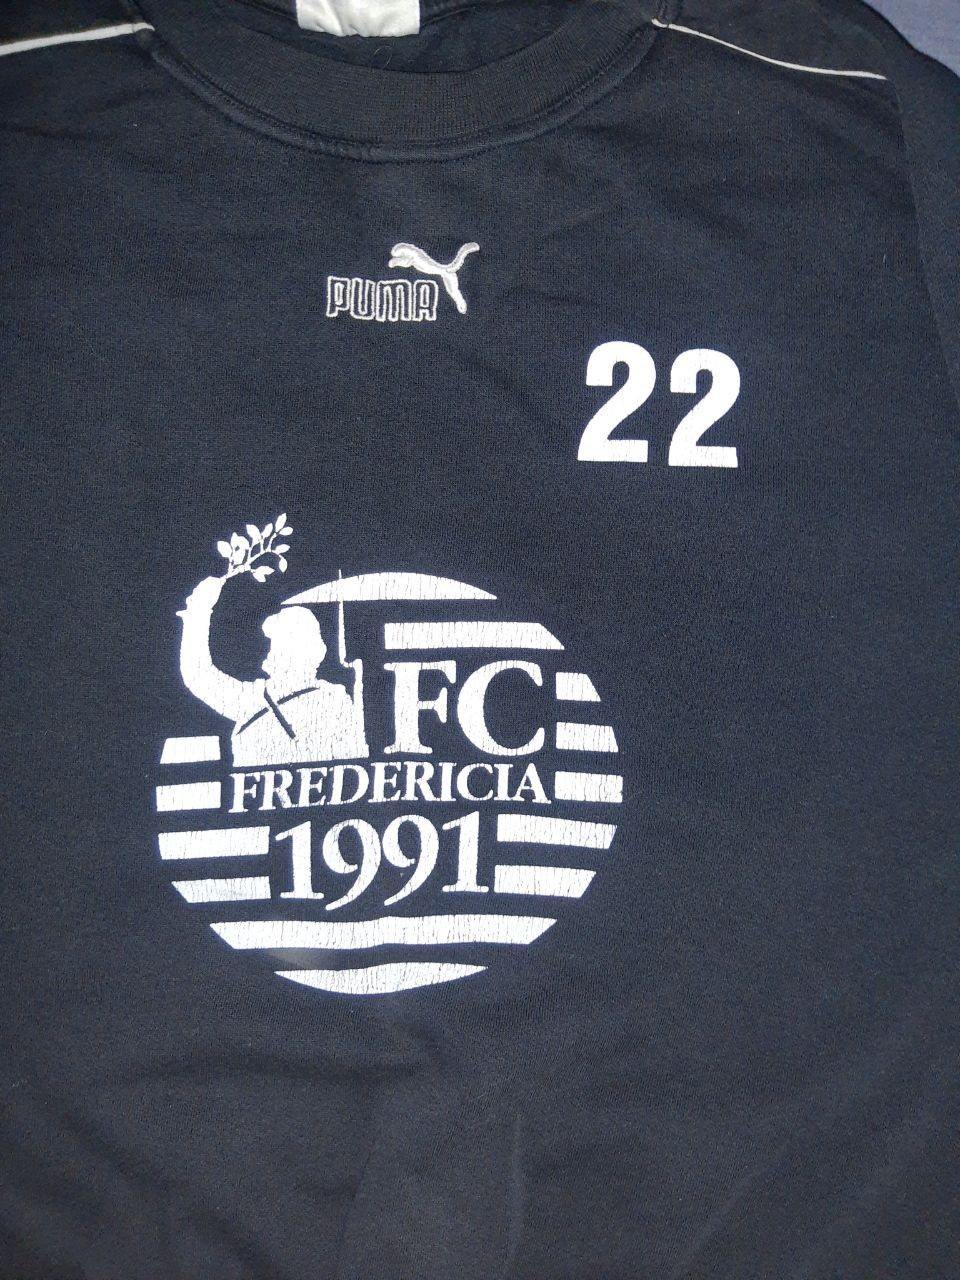 PUMA
22
FC
FREDERICIA
1991